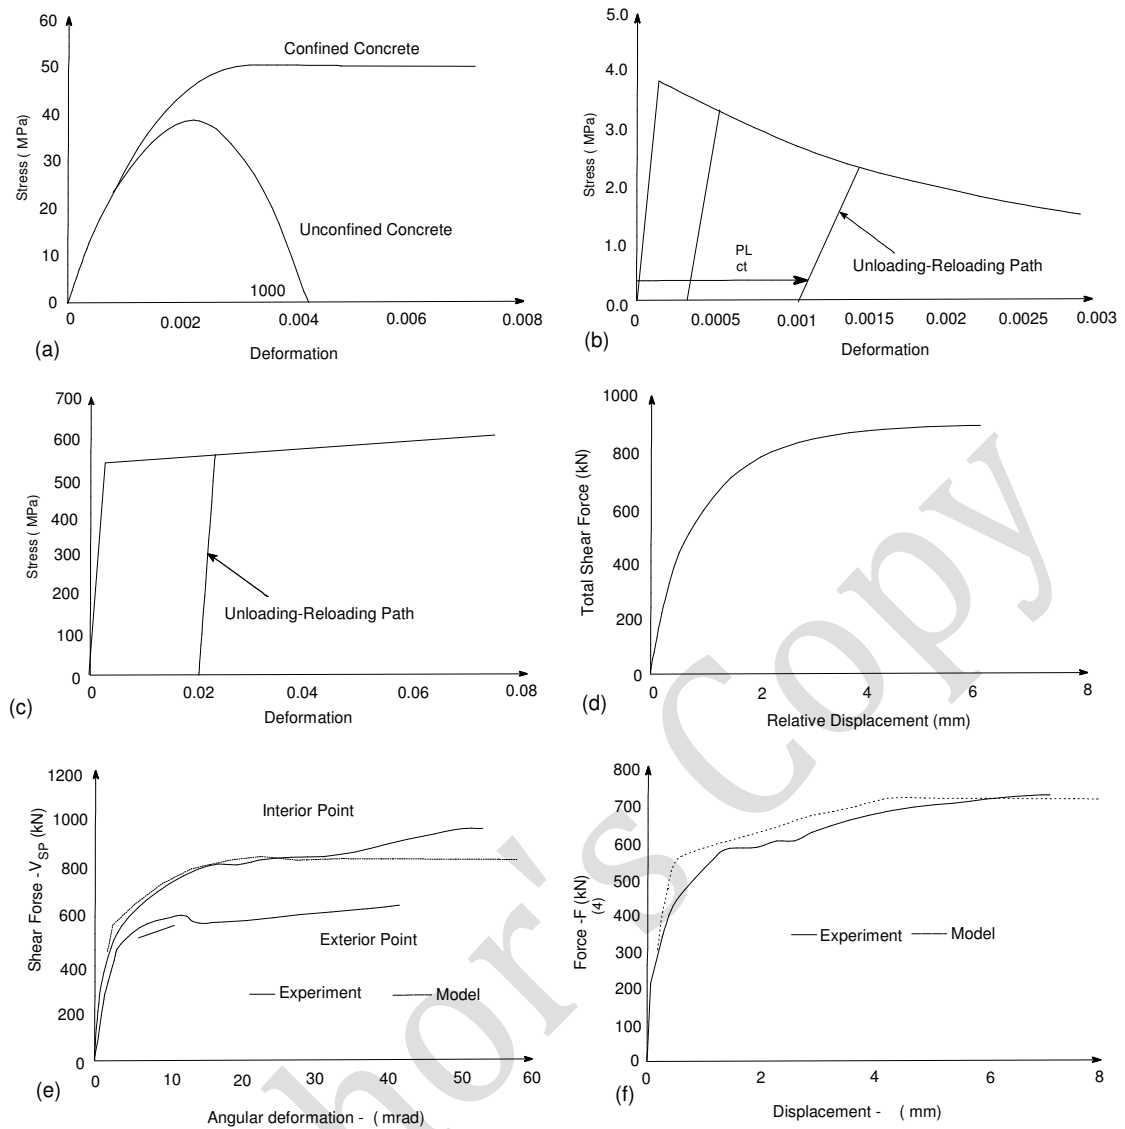 60
50
40
30
20
10
0
Stress ( MPa)
Confined Concrete
Unconfined Concrete
1000
0
0.002
0.004
0.006
0.008
Deformation
(a)
5.0
4.0
3.0
2.0
1.0
0.0
Stress ( MPa)
PL
ct
Unloading-Reloading Path
0
0.0005
0.001
0.0015
0.002
0.0025
0.003
Deformation
(b)
700
600
500
400
300
200
100
0
Stress ( MPa)
Unloading-Reloading Path
0
0.02
0.04
0.06
0.08
Deformation
(c)
1000
800
600
400
200
0
Total Shear Force (kN)
0
2
4
6
8
Relative Displacement (mm)
(d)
1200
1000
800
600
400
200
0
Shear Forse - VSP (kN)
Interior Point
Exterior Point
Experiment
Model
0
10
20
30
40
50
60
Angular deformation - ( mrad)
(e)
800
700
600
500
400
300
200
100
0
Force -F (kN)
(4)
Experiment
Model
0
2
4
6
8
Displacement - ( mm)
(f)
hor's Copy